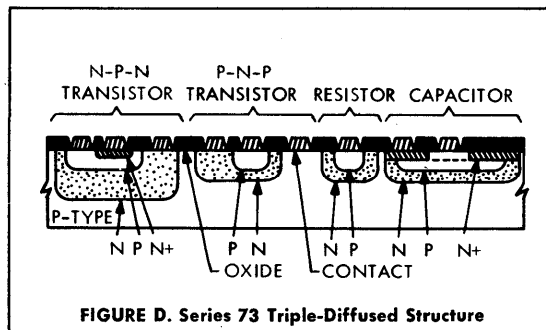 N-P-N TRANSISTOR
P-N-P TRANSISTOR
RESISTOR
CAPACITOR
P-TYPE
N P N+
P N
N P
N P N+
OXIDE
CONTACT
FIGURE D. Series 73 Triple-Diffused Structure